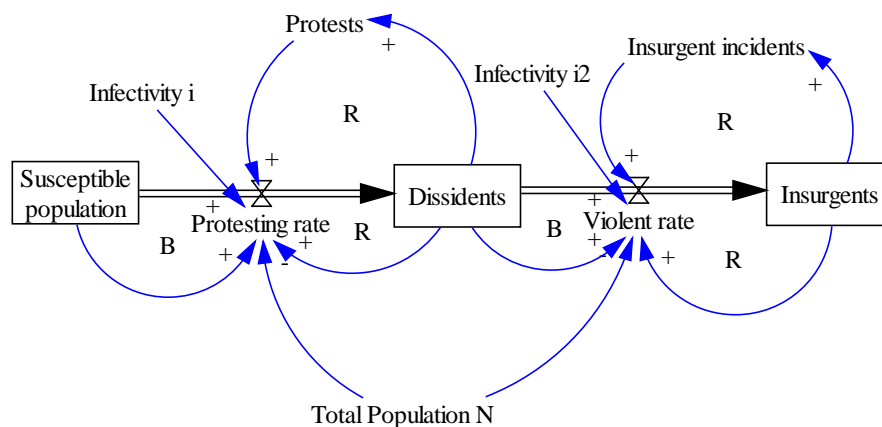 Protests
+
Insurgent incidents
+
Infectivity i
Infectivity i2
R
R
+
+
Susceptible
population
Dissidents
Insurgents
+
+
Protesting rate
Violent rate
B
+
+
R
-
B
+
-
+
R
Total Population N